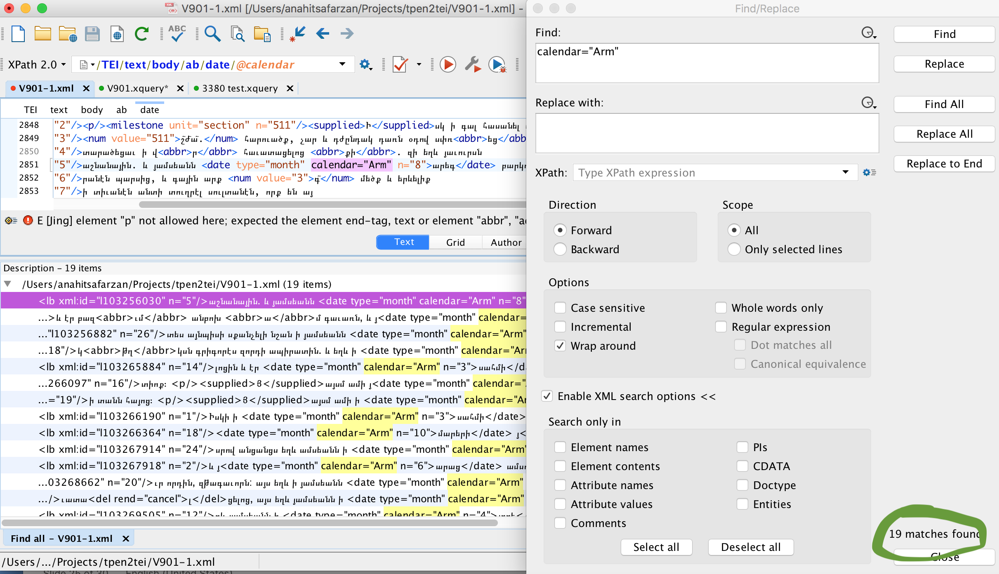 V901-1.xml [/Users/anahitsafarzan/Projects/tpen2tei/V901-1.xml] -
ABC
XPath 2.0
/TEI/text/body/ab/date/@calendar
V901-1.xml
V901.xquery*
3380 test.xquery
TEI text body ab date
2848 "2"/><p/><milestone unit="section" n="511"/><supplied>Ի</supplied>սկ ի գալ հասանել
2849 "3"/><num value="511">շժա.</num> հարուածք, չար և դժընդակ դառն օդով սփռ<abbr>եց</abb
2850 "4"/>տարածեցաւ ի վ<abbr>ր</abbr> հաւատացելոց <abbr>քի</abbr>. զի եղև յաւուրսն
2851 "5"/>աշնանային. և յամսեանն <date type="month" calendar="Arm" n="8">արեգ</date>
2852 "6"/>րանէն պարսից, և գային արք <num value="3">գ</num> մեծք և երևելիք
2853 "7"/>ի տիւանէն անտի տուղրէլ սուլտանէն, որք են այ
E [Jing] element "p" not allowed here; expected the element end-tag, text or element "abbr",
Text Grid Author
Description - 19 items
/Users/anahitsafarzan/Projects/tpen2tei/V901-1.xml (19 items)
<lb xml:id="l103256030" n="5"/>աշնանային. և յամսեանն <date type="month" calendar="Arm" n="8"
...>և էր բազ<abbr>ւմ</abbr> անբոխ <abbr>ա</abbr>մ գաւառն, և յ<date type="month" calendar=
..."l103256882" n="26"/>տես այնպիսի սքանչելի նշան ի յամսեանն <date type="month" calendar="Arm"
...18"/>կ<abbr>թղ</abbr>կսն գրիգորէս զորդի ապիրատին. և եղև ի <date type="month" calendar="Ar
<lb xml:id="l103265884" n="14"/>լոցին և էր <date type="month" calendar="Arm" n="3">սահմի</da
...266097" n="16"/>տիոք։ <p/><supplied>Յ</supplied>այսմ ամի յ<date type="month" calendar="
...="19"/>ի տանն հայոց։ <p/><supplied>Յ</supplied>այսմ ամի ի <date type="month" calendar="Ar
<lb xml:id="l103266190" n="1"/>Իսկի ի <date type="month" calendar="Arm" n="3">սահմի</date>
<lb xml:id="l103266364" n="18"/><date type="month" calendar="Arm" n="10">մարերի</date> յ<
<lb xml:id="l103267914" n="24"/>սրով անցանցս եղև ամսեանն ի <date type="month" calendar="Arm"
<lb xml:id="l103267918" n="2"/>և յ<date type="month" calendar="Arm" n="6">արաց</date>
...03268662" n="20"/>ւր որդին, զթագաւորն։ այս եղև ի յամսեանն <date type="month" calendar="Arm"
.../>ւատա<del rend="cancel">լ</del>ցելոց, այս եղև յամսեանն ի <date type="month" calendar="Arm"
<lb xml:id="l103269505" n="12"/> <date type="month" calendar="Arm" n="4">
Find all - V901-1.xml
/Users/.../Projects/tpen2tei/V901-1.xml
Slide 26 of 30 English (United States)
Find/Replace
Find:
calendar="Arm"
Find
Replace
Replace with:
Find All
Replace All
Replace to End
XPath: Type XPath expression
Direction
Forward
Backward
Scope
All
Only selected lines
Options
Case sensitive
Whole words only
Incremental
Regular expression
Wrap around
Dot matches all
Canonical equivalence
Enable XML search options <<
Search only in
Element names
PIs
Element contents
CDATA
Attribute names
Doctype
Attribute values
Entities
Comments
Select all
Deselect all
19 matches found
Close